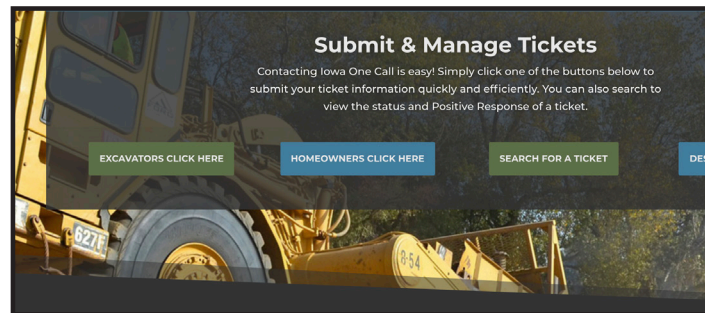 Submit & Manage Tickets
Contacting Iowa One Call is easy! Simply click one of the buttons below to
submit your ticket information quickly and efficiently. You can also search to
view the status and Positive Response of a ticket.
EXCAVATORS CLICK HERE
HOMEOWNERS CLICK HERE
SEARCH FOR A TICKET
DES
627F
8-54